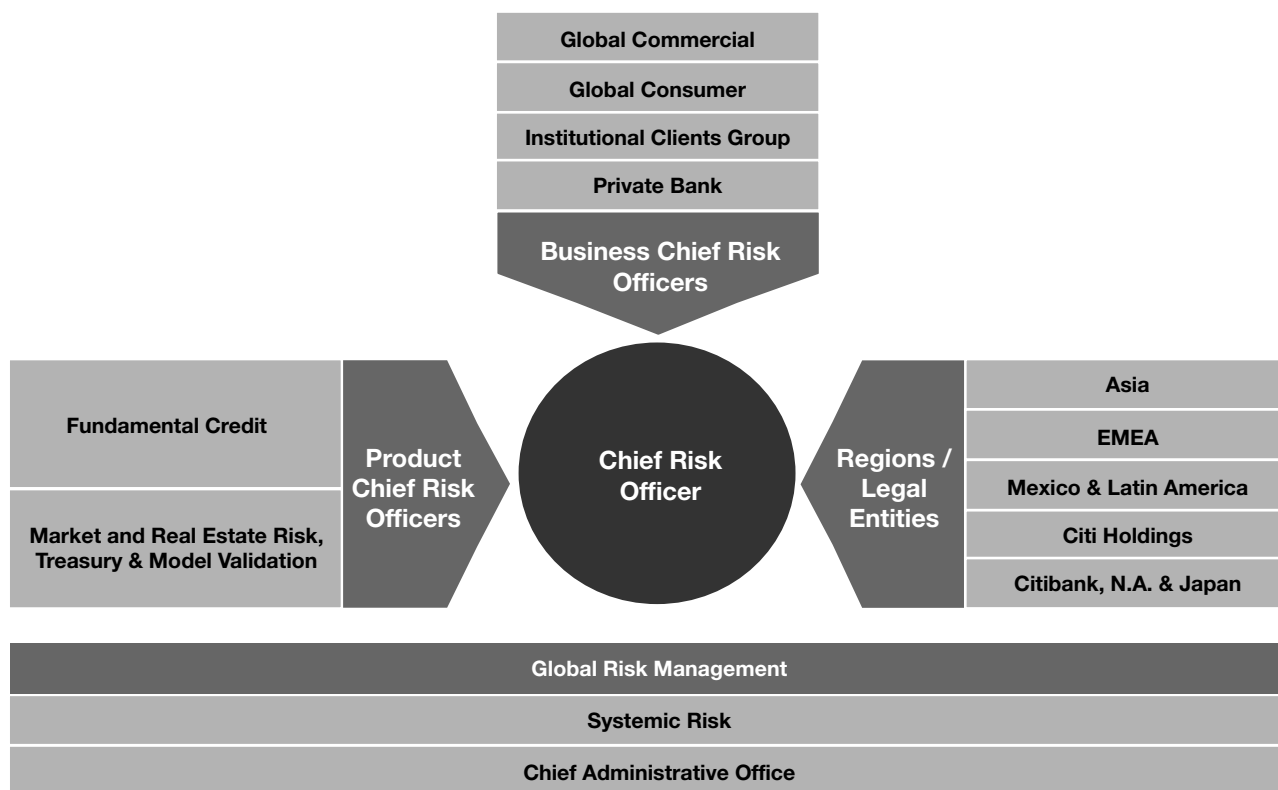 Global Commercial
Global Consumer
Institutional Clients Group
Private Bank
Business Chief Risk
Officers
Fundamental Credit
Market and Real Estate Risk,
Treasury & Model Validation
Product
Chief Risk
Officers
Chief Risk
Officer
Regions /
Legal
Entities
Asia
EMEA
Mexico & Latin America
Citi Holdings
Citibank, N.A. & Japan
Global Risk Management
Systemic Risk
Chief Administrative Office